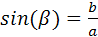 sin(β) = b/a